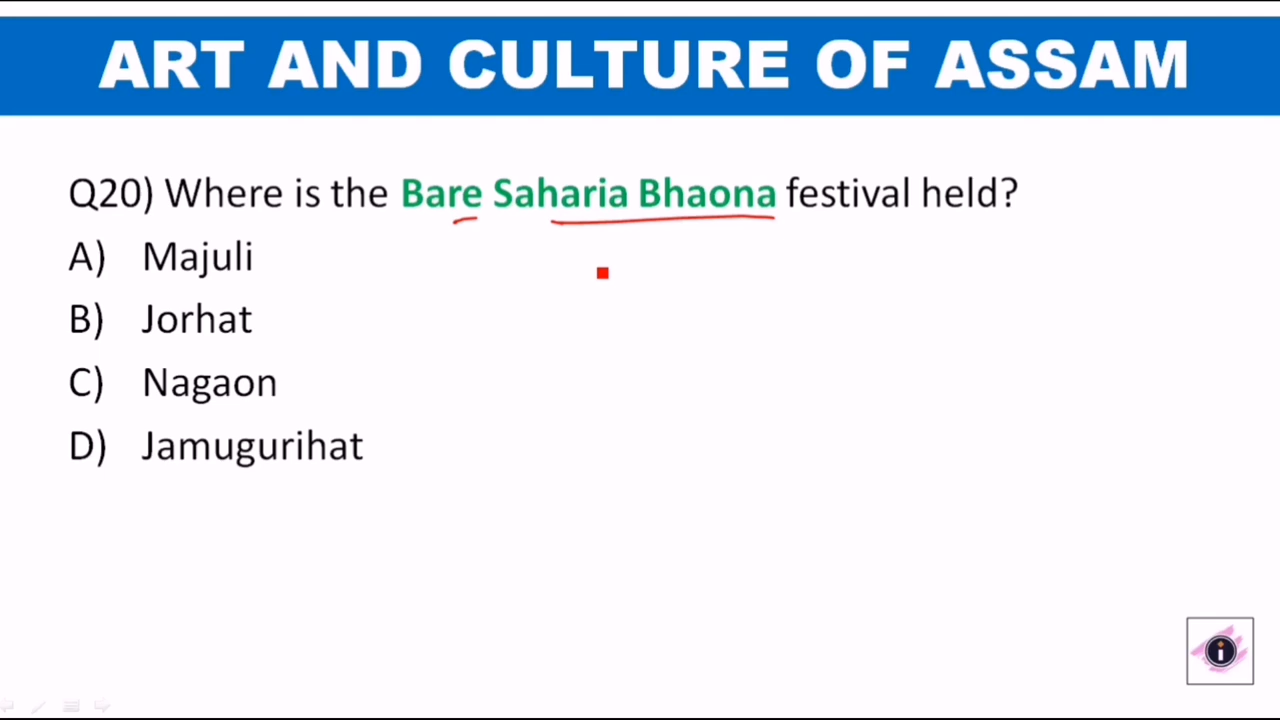 ART AND CULTURE OF ASSAM
Q20) Where is the Bare Saharia Bhaona festival held?
A) Majuli
B) Jorhat
C) Nagaon
D) Jamugurihat
i